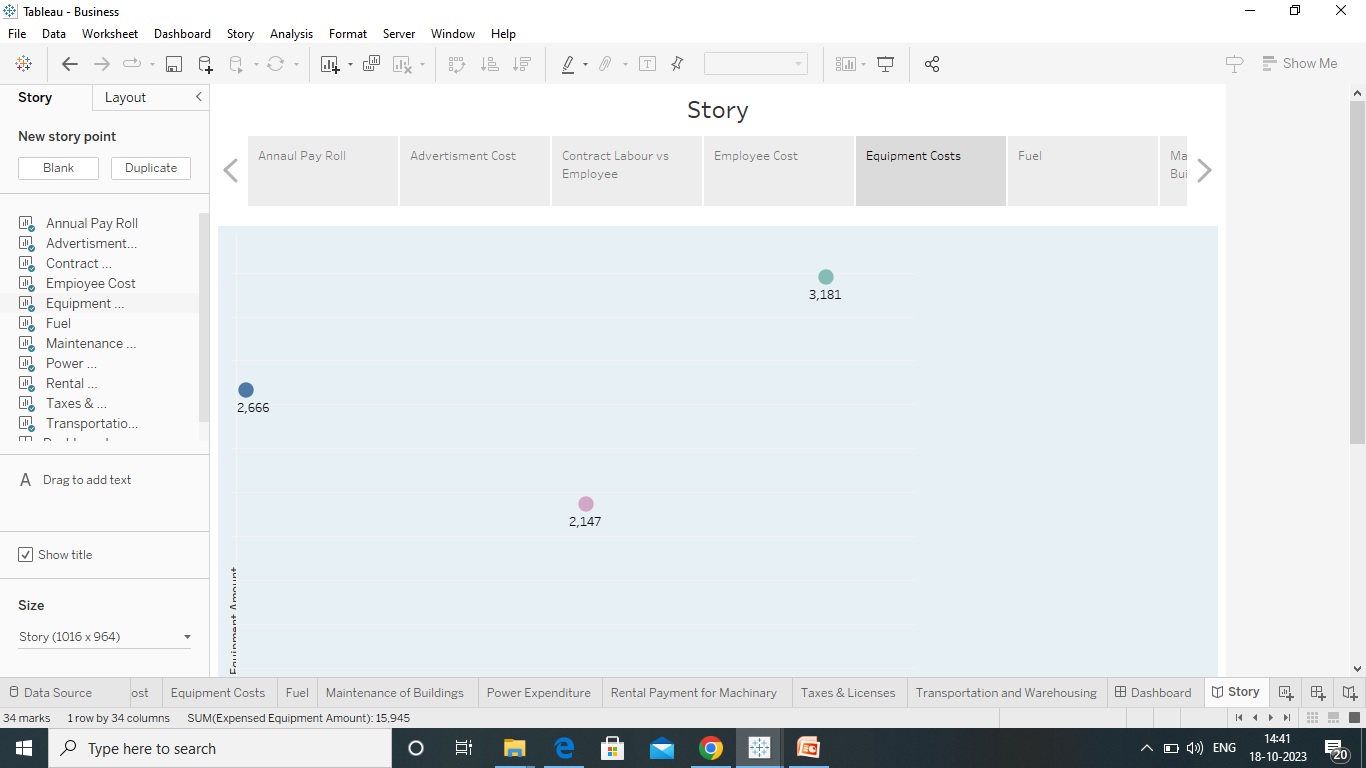 Tableau - Business
File Data Worksheet Dashboard Story Analysis Format Server Window Help
Show Me
Story Layout
New story point
Blank Duplicate
Annual Pay Roll
Advertisment...
Contract ...
Empioyee Cost
Equipment ...
Fuel
Maintenance ...
Power ...
Rental ...
Taxes & ...
Transportatio...
A Drag to add text
Show title
Size
Story (1016 x 964)
Story
Annaul Pay Roll
Advertisment Cost
Contract Labour vs
Employee
Employee Cost
Equipment Costs
Fuel
Ma
Bui
3,181
2,666
2,147
Equipment Amount
Data Source ost Equipment Costs Fuel Maintenance of Buildings Power Expenditure Rental Payment for Machinary Taxes & Licenses Transportation and Warehousing Dashboard Story
34 marks 1 row by 34 columns SUM(Expensed Equipment Amount): 15,945
Type here to search
ENG
14:41
18-10-2023
20